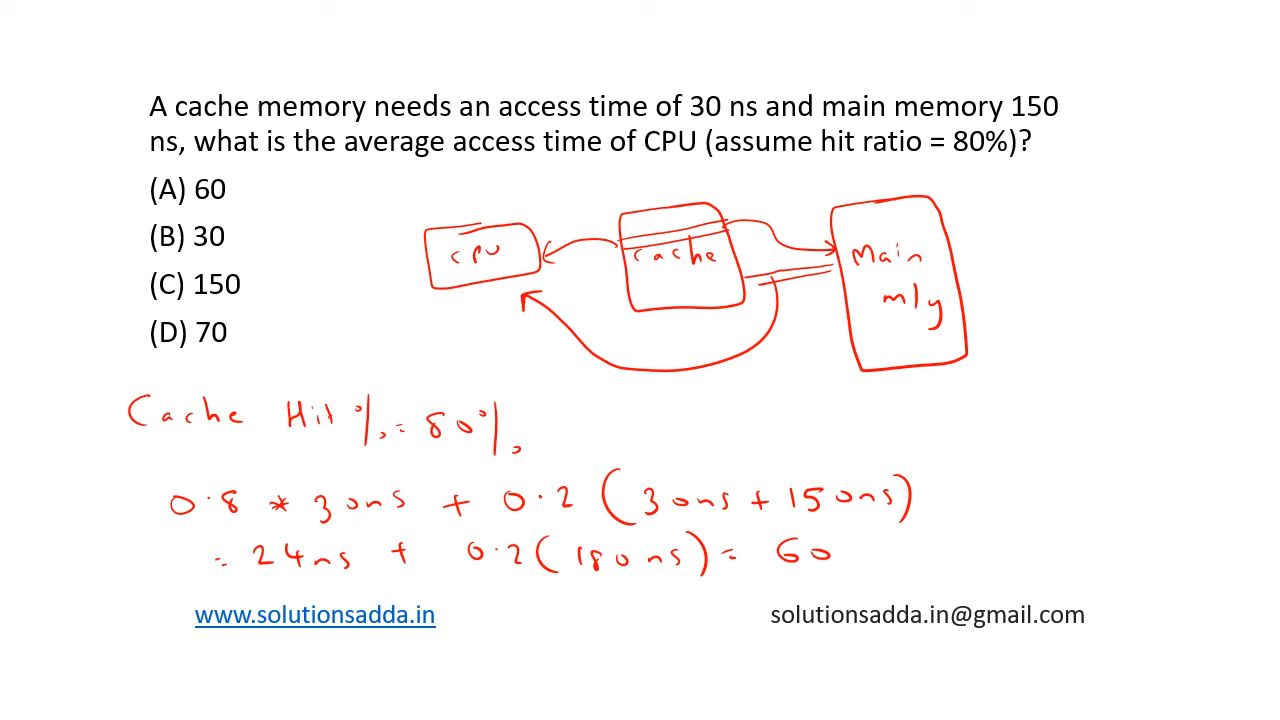 A cache memory needs an access time of 30 ns and main memory 150
ns, what is the average access time of CPU (assume hit ratio = 80%)?
(A) 60
(B) 30
(C) 150
(D) 70
CPU
Cache
Main
m/y
Cache Hit % = 80%
0.8 * 30ns + 0.2 (30ns + 150ns)
= 24ns + 0.2 (180ns) = 60
www.solutionsadda.in
solutionsadda.in@gmail.com